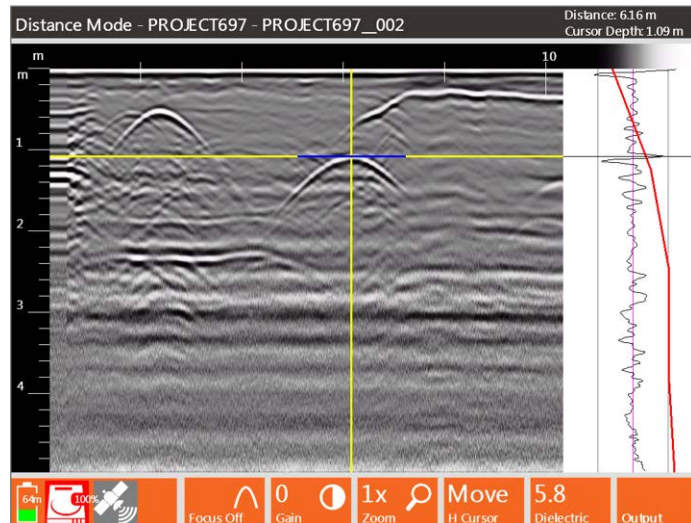 Distance Mode - PROJECT697 - PROJECT697__002
Distance: 6.16 m
Cursor Depth: 1.09 m
m
10
m
1
2
3
4
64m
100%
Focus Off
0
Gain
1x
Zoom
Move
H Cursor
5.8
Dielectric
Output